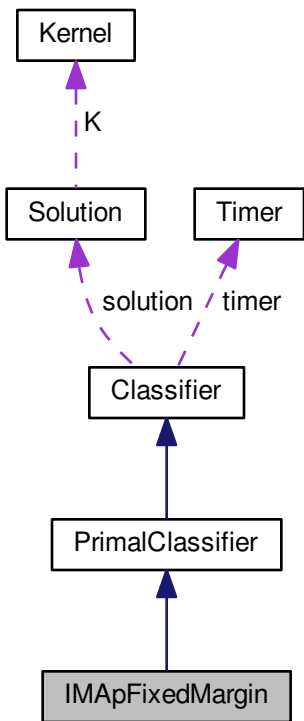 Kernel
K
Solution
Timer
solution
timer
Classifier
PrimalClassifier
IMApFixedMargin